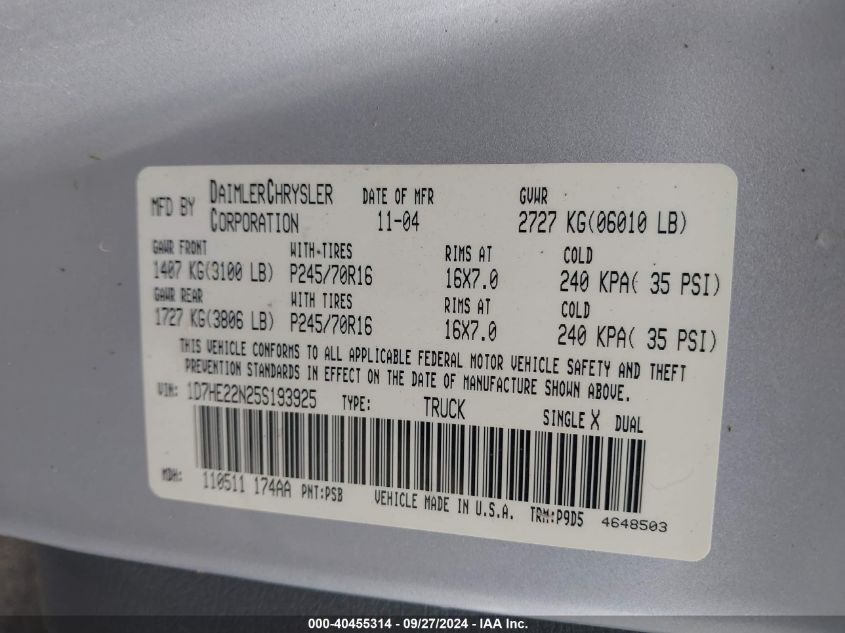 MFD BY DAIMLERCHRYSLER CORPORATION DATE OF MFR 11-04 GVWR 2727 KG(06010 LB)
GAWR FRONT WITH TIRES RIMS AT COLD
1407 KG(3100 LB) P245/70R16 16X7.0 240 KPA( 35 PSI)
GAWR REAR WITH TIRES RIMS AT COLD
1727 KG(3806 LB) P245/70R16 16X7.0 240 KPA( 35 PSI)
THIS VEHICLE CONFORMS TO ALL APPLICABLE FEDERAL MOTOR VEHICLE SAFETY AND THEFT
PREVENTION STANDARDS IN EFFECT ON THE DATE OF MANUFACTURE SHOWN ABOVE.
VIN: 1D7HE22N25S193925 TYPE: TRUCK SINGLE X DUAL
MDH: 110511 174AA PNT:PSB VEHICLE MADE IN U.S.A. TRM:P9D5 4648503
000-40455314 - 09/27/2024 - IAA Inc.